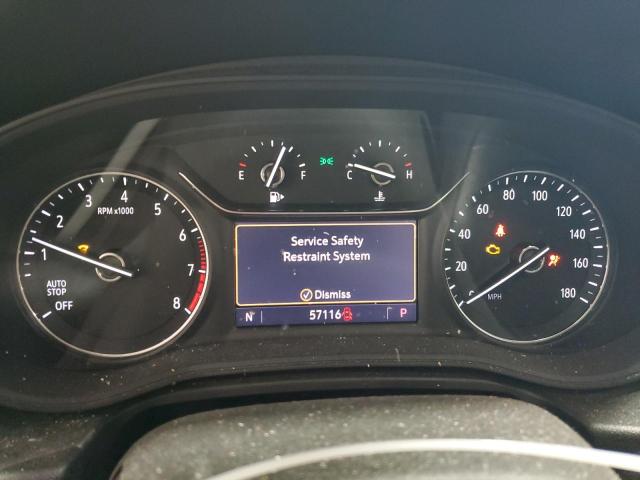 E F C H
1 2 3 4 5 6 7 8
RPM x1000
AUTO
STOP
OFF
Service Safety
Restraint System
Dismiss
N 57116 P
0 20 40 60 80 100 120 140 160 180
MPH